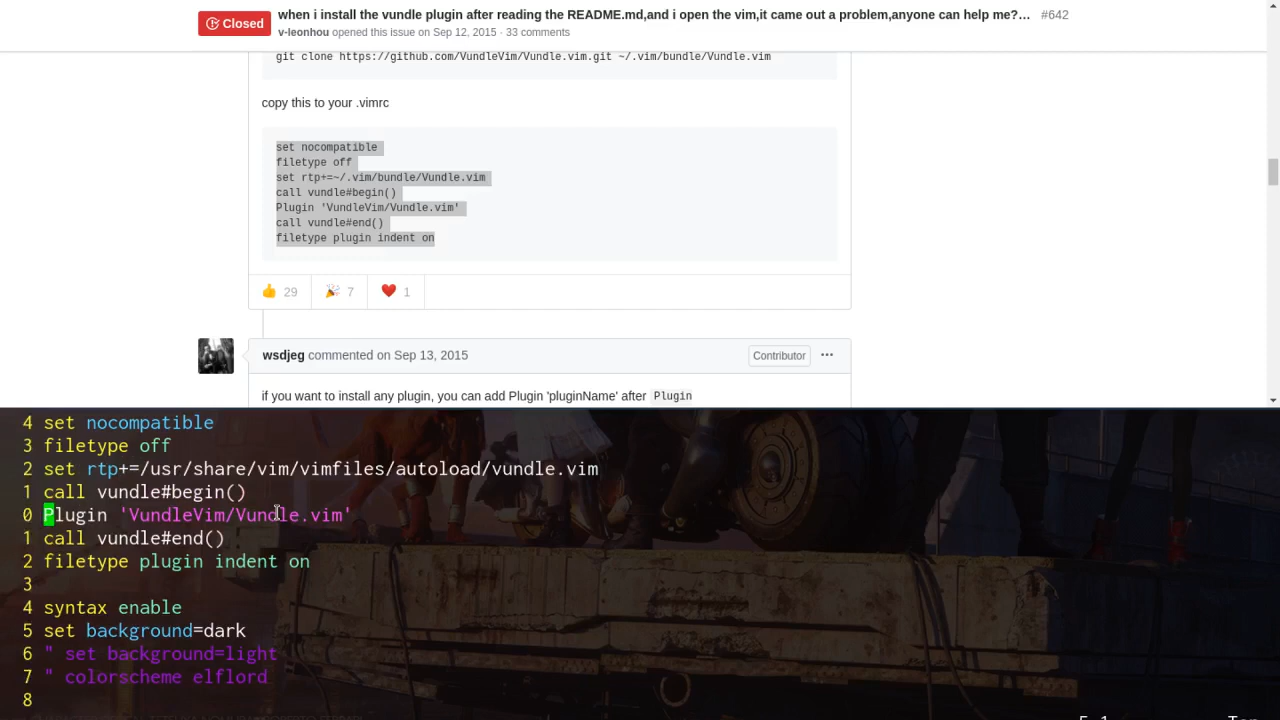 Closed
when i install the vundle plugin after reading the README.md,and i open the vim,it came out a problem,anyone can help me?… #642
v-leonhou opened this issue on Sep 12, 2015 · 33 comments
git clone https://github.com/VundleVim/Vundle.vim.git ~/.vim/bundle/Vundle.vim
copy this to your .vimrc
set nocompatible
filetype off
set rtp+=~/.vim/bundle/Vundle.vim
call vundle#begin()
Plugin 'VundleVim/Vundle.vim'
call vundle#end()
filetype plugin indent on
👍 29 🎉 7 ❤️ 1
wsdjeg commented on Sep 13, 2015 Contributor ···
if you want to install any plugin, you can add Plugin 'pluginName' after Plugin
4 set nocompatible
3 filetype off
2 set rtp+=/usr/share/vim/vimfiles/autoload/vundle.vim
1 call vundle#begin()
0 Plugin 'VundleVim/Vundle.vim'
1 call vundle#end()
2 filetype plugin indent on
3
4 syntax enable
5 set background=dark
6 " set background=light
7 " colorscheme elflord
8